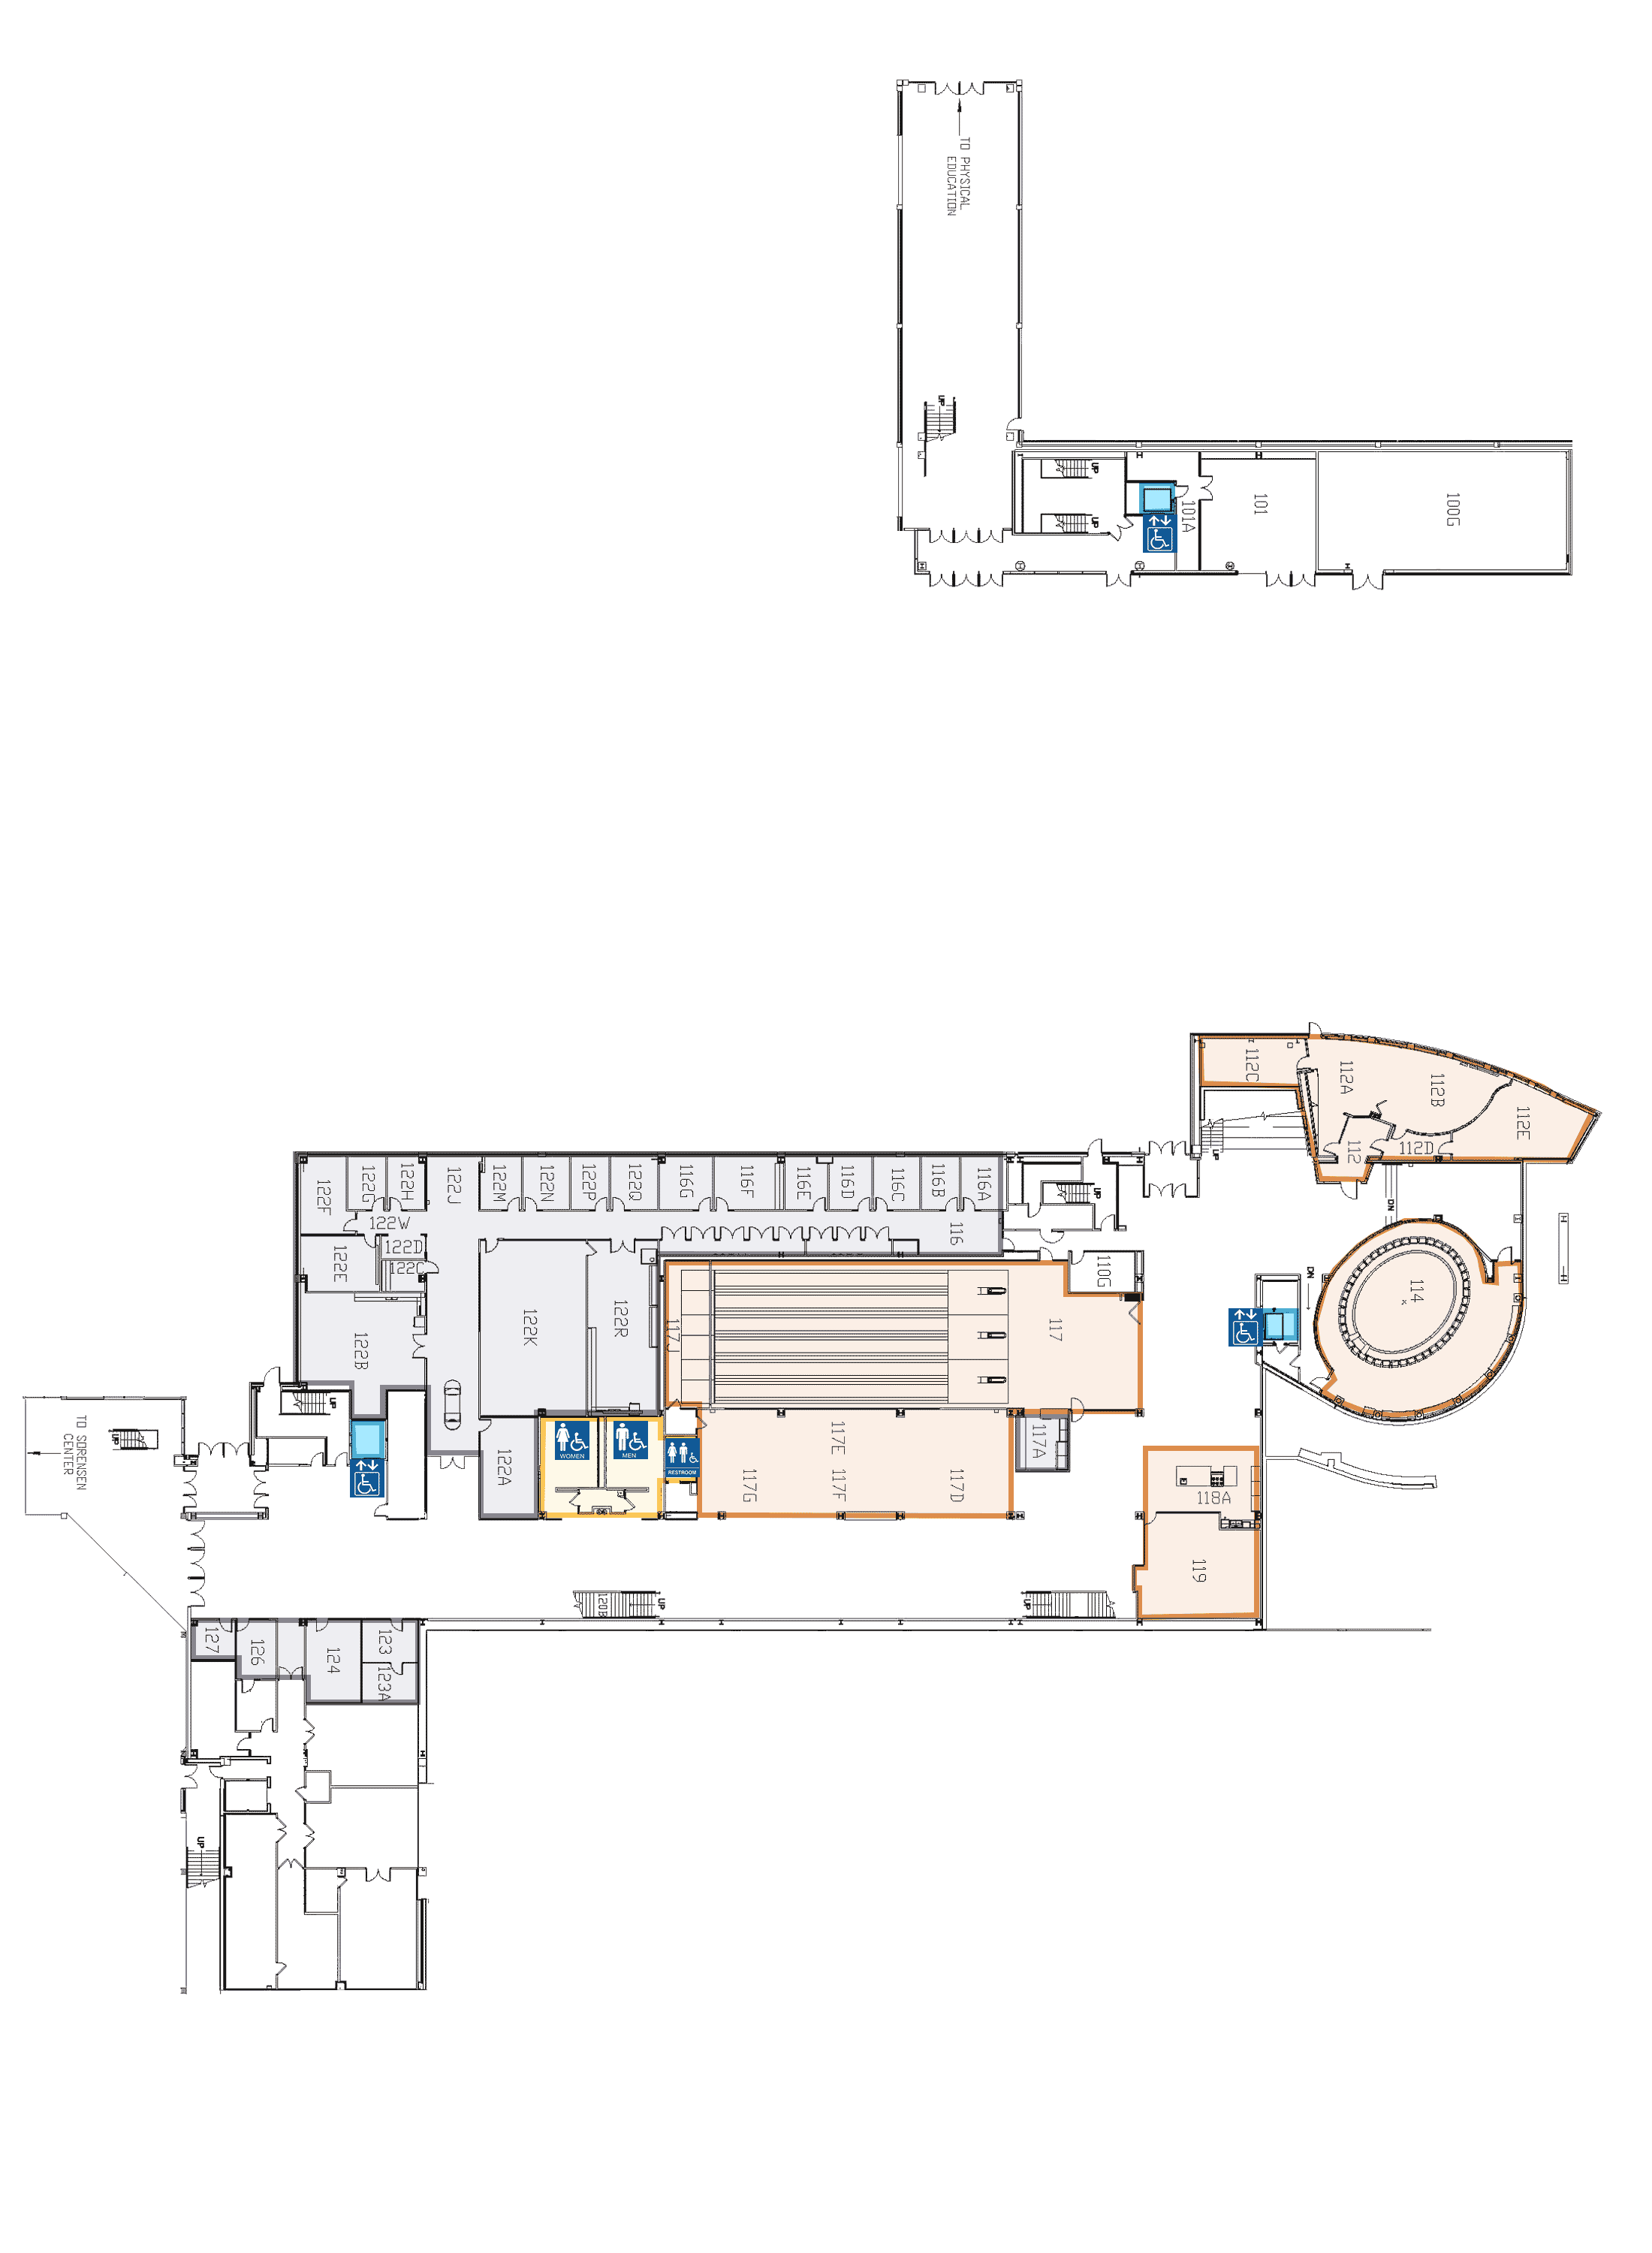 TO PHYSICAL
EDUCATION
UP
UP
UP
101A
101
100G
112C
112A
112B
112E
112
112D
UP
DN
DN
114
122F
122G
122H
122J
122M
122N
122P
122Q
116G
116F
116E
116D
116C
116B
116A
116
UP
122W
122D
122C
122E
122B
122K
122R
122A
110G
117J
117
117A
117E
117F
117G
117D
118A
119
WOMEN
MEN
RESTROOM
UP
UP
TO SORENSEN
CENTER
120B
UP
UP
127
126
124
123
123A
UP